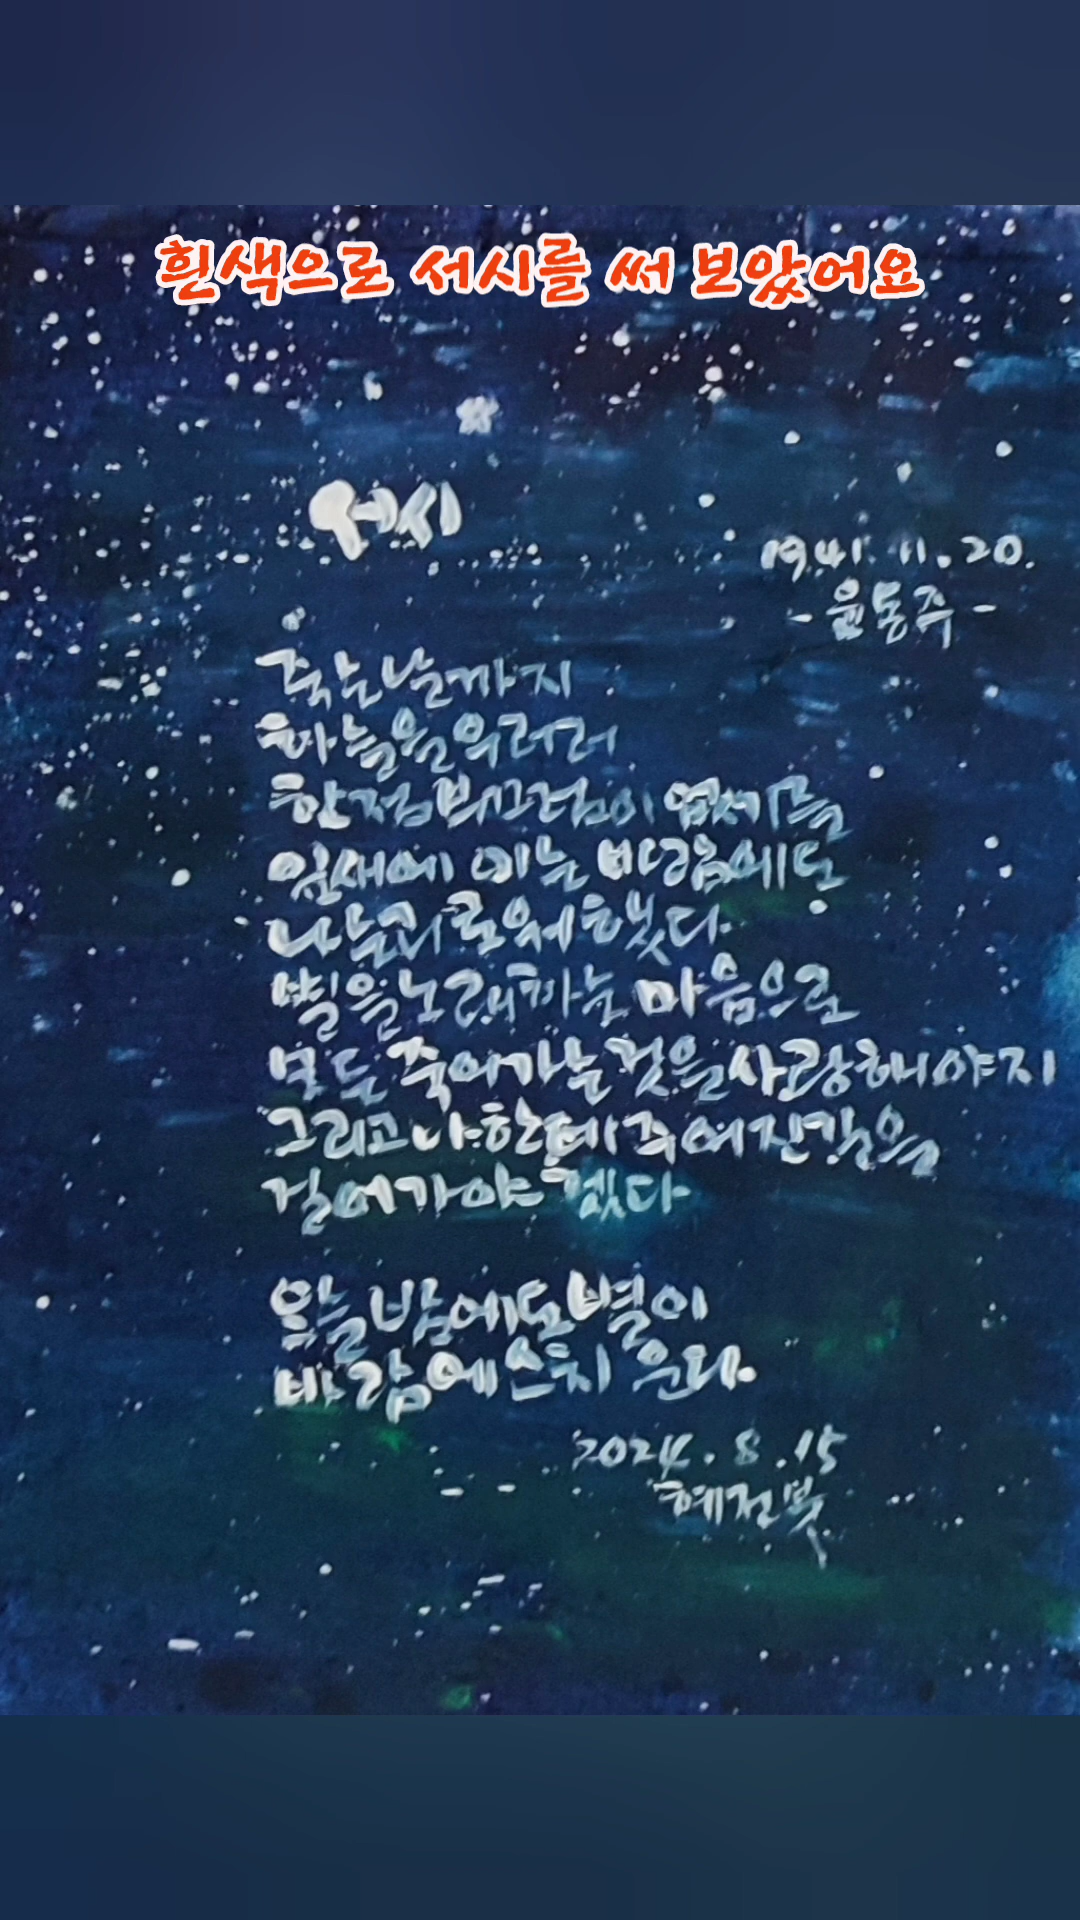 흰색으로 서시를 써 보았어요
서시
1941. 11. 20.
- 윤동주 -
죽는 날까지
하늘을 우러러
한점 부끄럼이 없기를
잎새에 이는 바람에도
나는 괴로워했다
별을 노래하는 마음으로
모든 죽어가는 것을 사랑해야지
그리고 나한테 주어진 길을
걸어가야겠다
오늘 밤에도 별이
바람에 스치운다.
2024. 8. 15